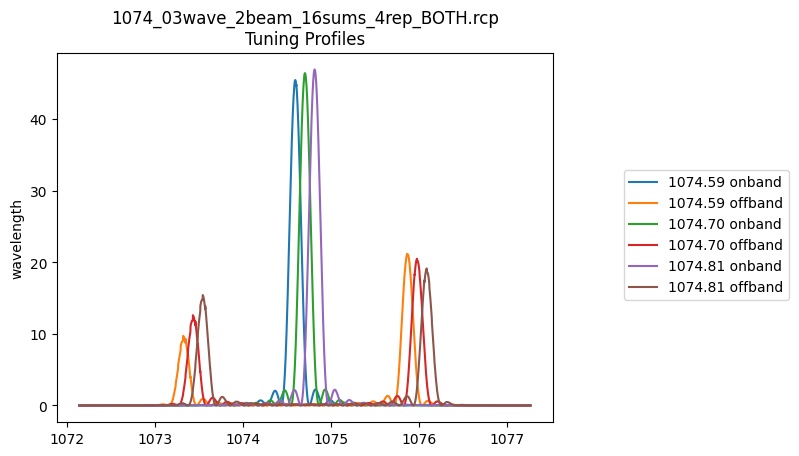 1074_03wave_2beam_16sums_4rep_BOTH.rcp
Tuning Profiles
wavelength
40
30
20
10
0
1072
1073
1074
1075
1076
1077
1074.59 onband
1074.59 offband
1074.70 onband
1074.70 offband
1074.81 onband
1074.81 offband